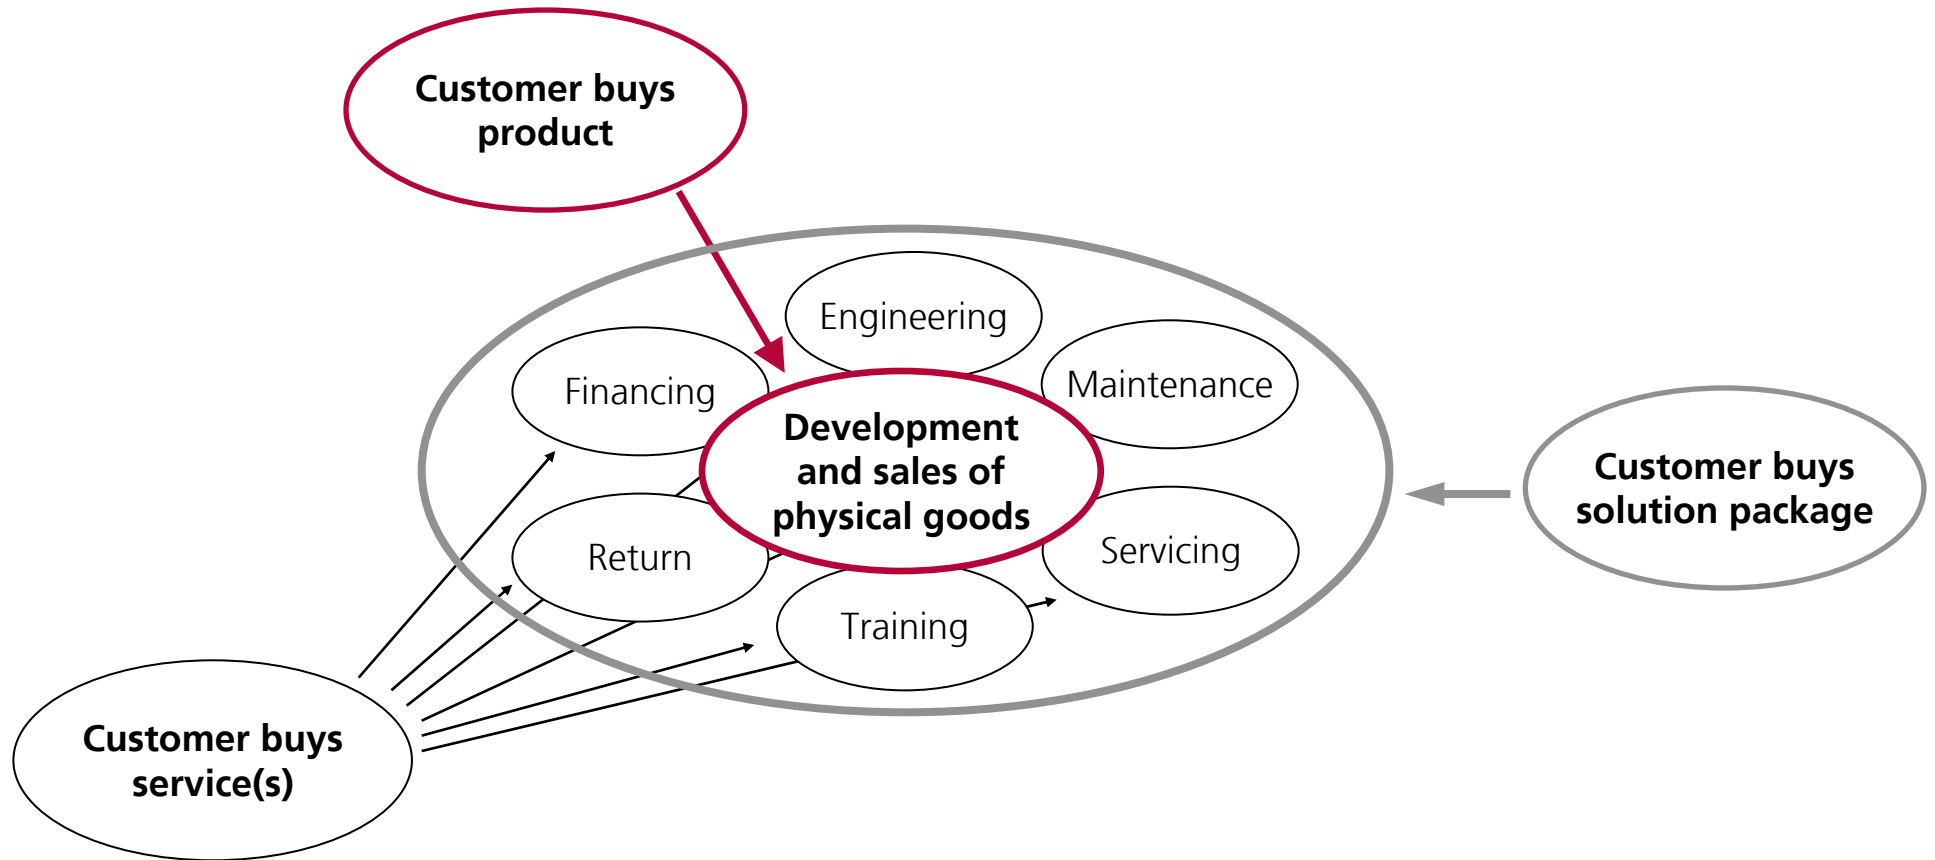 Customer buys
product
Engineering
Financing
Maintenance
Development
and sales of
physical goods
Customer buys
solution package
Return
Servicing
Training
Customer buys
service(s)